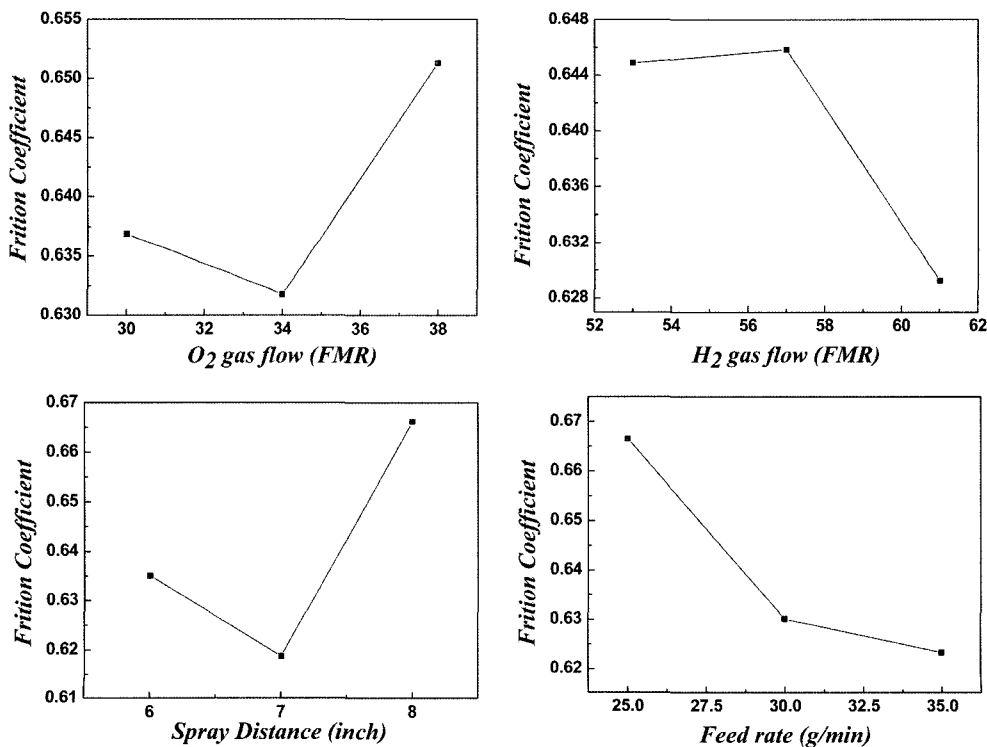 0.655
0.650
0.645
0.640
0.635
0.630
Frition Coefficient
30 32 34 36 38
O2 gas flow (FMR)
0.648
0.644
0.640
0.636
0.632
0.628
Frition Coefficient
52 54 56 58 60 62
H2 gas flow (FMR)
0.67
0.66
0.65
0.64
0.63
0.62
0.61
Frition Coefficient
6 7 8
Spray Distance (inch)
0.67
0.66
0.65
0.64
0.63
0.62
Frition Coefficient
25.0 27.5 30.0 32.5 35.0
Feed rate (g/min)